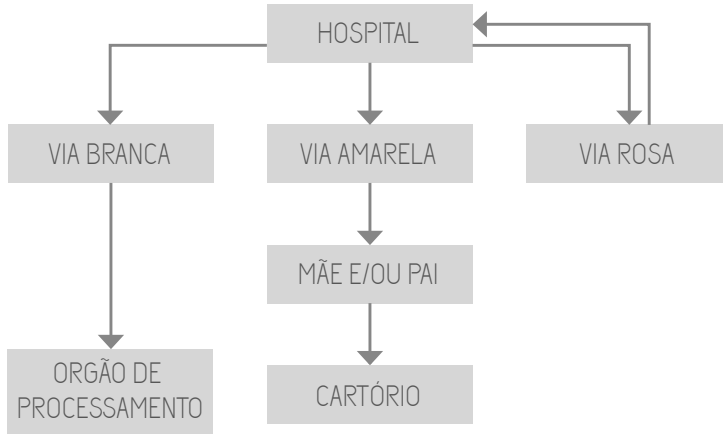 HOSPITAL
VIA BRANCA
VIA AMARELA
VIA ROSA
MÃE E/OU PAI
ORGÃO DE
PROCESSAMENTO
CARTÓRIO